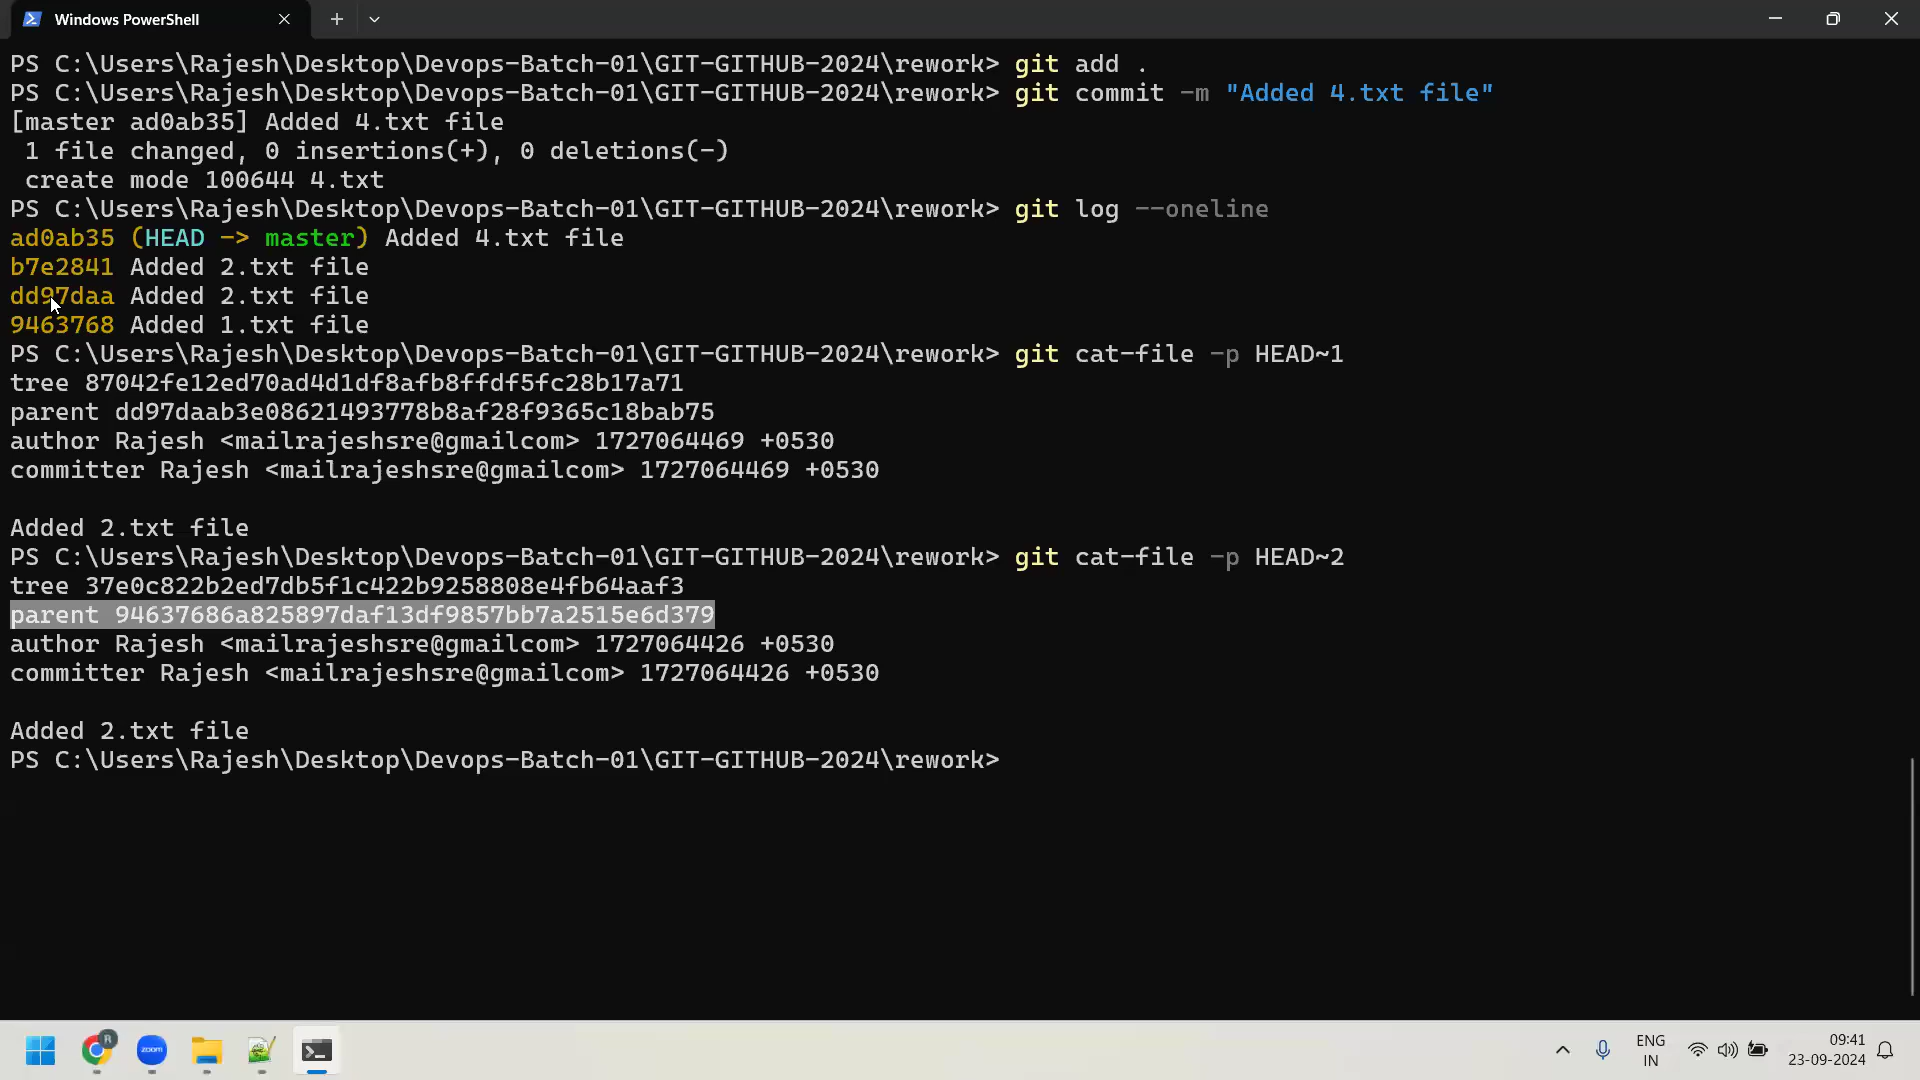 Windows PowerShell
PS C:\Users\Rajesh\Desktop\Devops-Batch-01\GIT-GITHUB-2024\rework> git add .
PS C:\Users\Rajesh\Desktop\Devops-Batch-01\GIT-GITHUB-2024\rework> git commit -m "Added 4.txt file"
[master ad0ab35] Added 4.txt file
1 file changed, 0 insertions(+), 0 deletions(-)
create mode 100644 4.txt
PS C:\Users\Rajesh\Desktop\Devops-Batch-01\GIT-GITHUB-2024\rework> git log --oneline
ad0ab35 (HEAD -> master) Added 4.txt file
b7e2841 Added 2.txt file
dd97daa Added 2.txt file
9463768 Added 1.txt file
PS C:\Users\Rajesh\Desktop\Devops-Batch-01\GIT-GITHUB-2024\rework> git cat-file -p HEAD~1
tree 87042fe12ed70ad4d1df8afb8ffdf5fc28b17a71
parent dd97daab3e08621493778b8af28f9365c18bab75
author Rajesh <mailrajeshsre@gmailcom> 1727064469 +0530
committer Rajesh <mailrajeshsre@gmailcom> 1727064469 +0530
Added 2.txt file
PS C:\Users\Rajesh\Desktop\Devops-Batch-01\GIT-GITHUB-2024\rework> git cat-file -p HEAD~2
tree 37e0c822b2ed7db5f1c422b9258808e4fb64aaf3
parent 94637686a825897daf13df9857bb7a2515e6d379
author Rajesh <mailrajeshsre@gmailcom> 1727064426 +0530
committer Rajesh <mailrajeshsre@gmailcom> 1727064426 +0530
Added 2.txt file
PS C:\Users\Rajesh\Desktop\Devops-Batch-01\GIT-GITHUB-2024\rework>
R
zoom
ENG
IN
09:41
23-09-2024